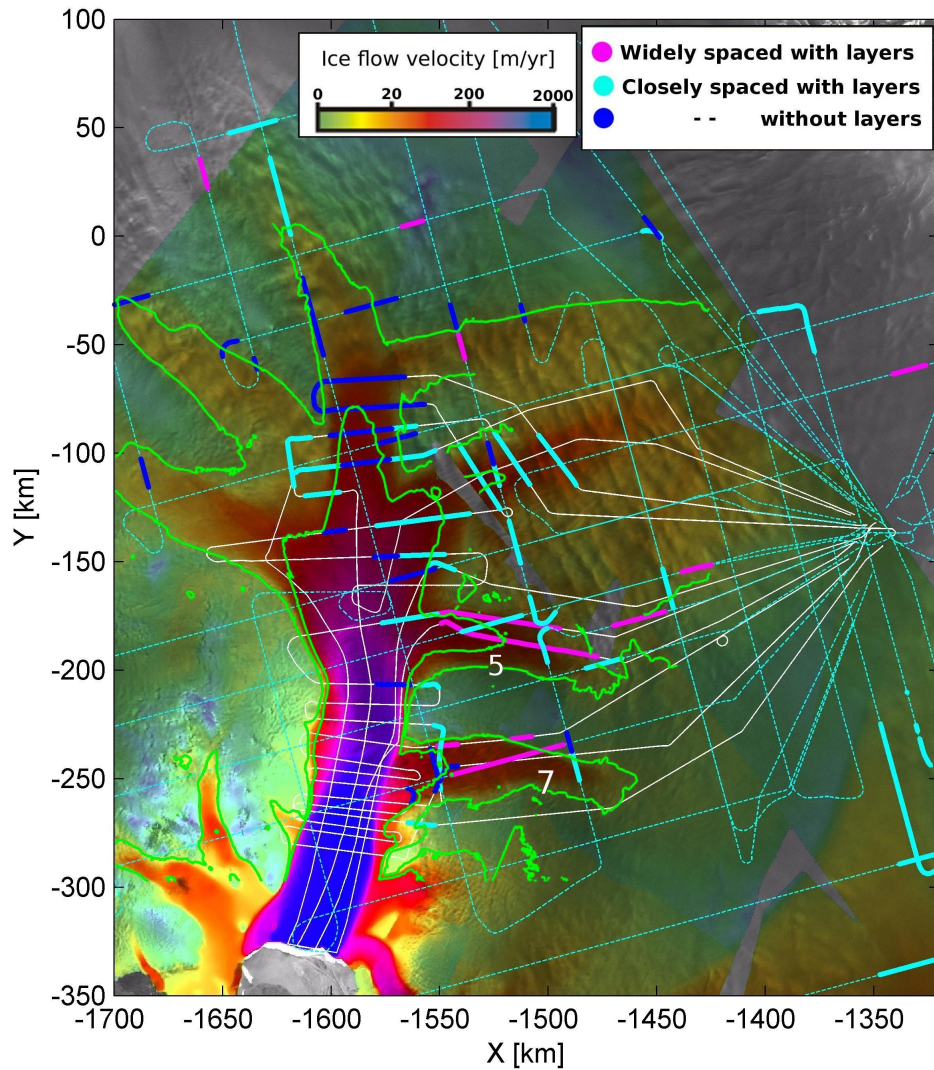 100
50
0
-50
-100
-150
-200
-250
-300
-350
Y [km]
Ice flow velocity [m/yr]
0 20 200 2000
Widely spaced with layers
Closely spaced with layers
- - without layers
5
7
-1700 -1650 -1600 -1550 -1500 -1450 -1400 -1350
X [km]